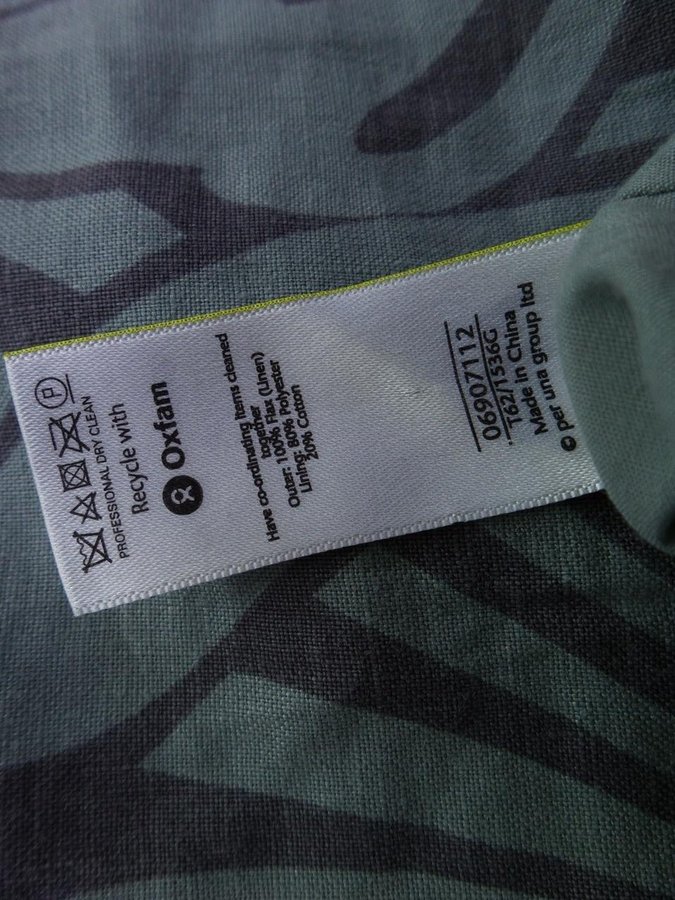 P
PROFESSIONAL DRY CLEAN
Recycle with
Oxfam
Have co-ordinating items cleaned
together
Outer: 100% Flax (Linen)
Lining: 80% Polyester
20% Cotton
06907112
T62/1536G
Made in China
© per una group ltd